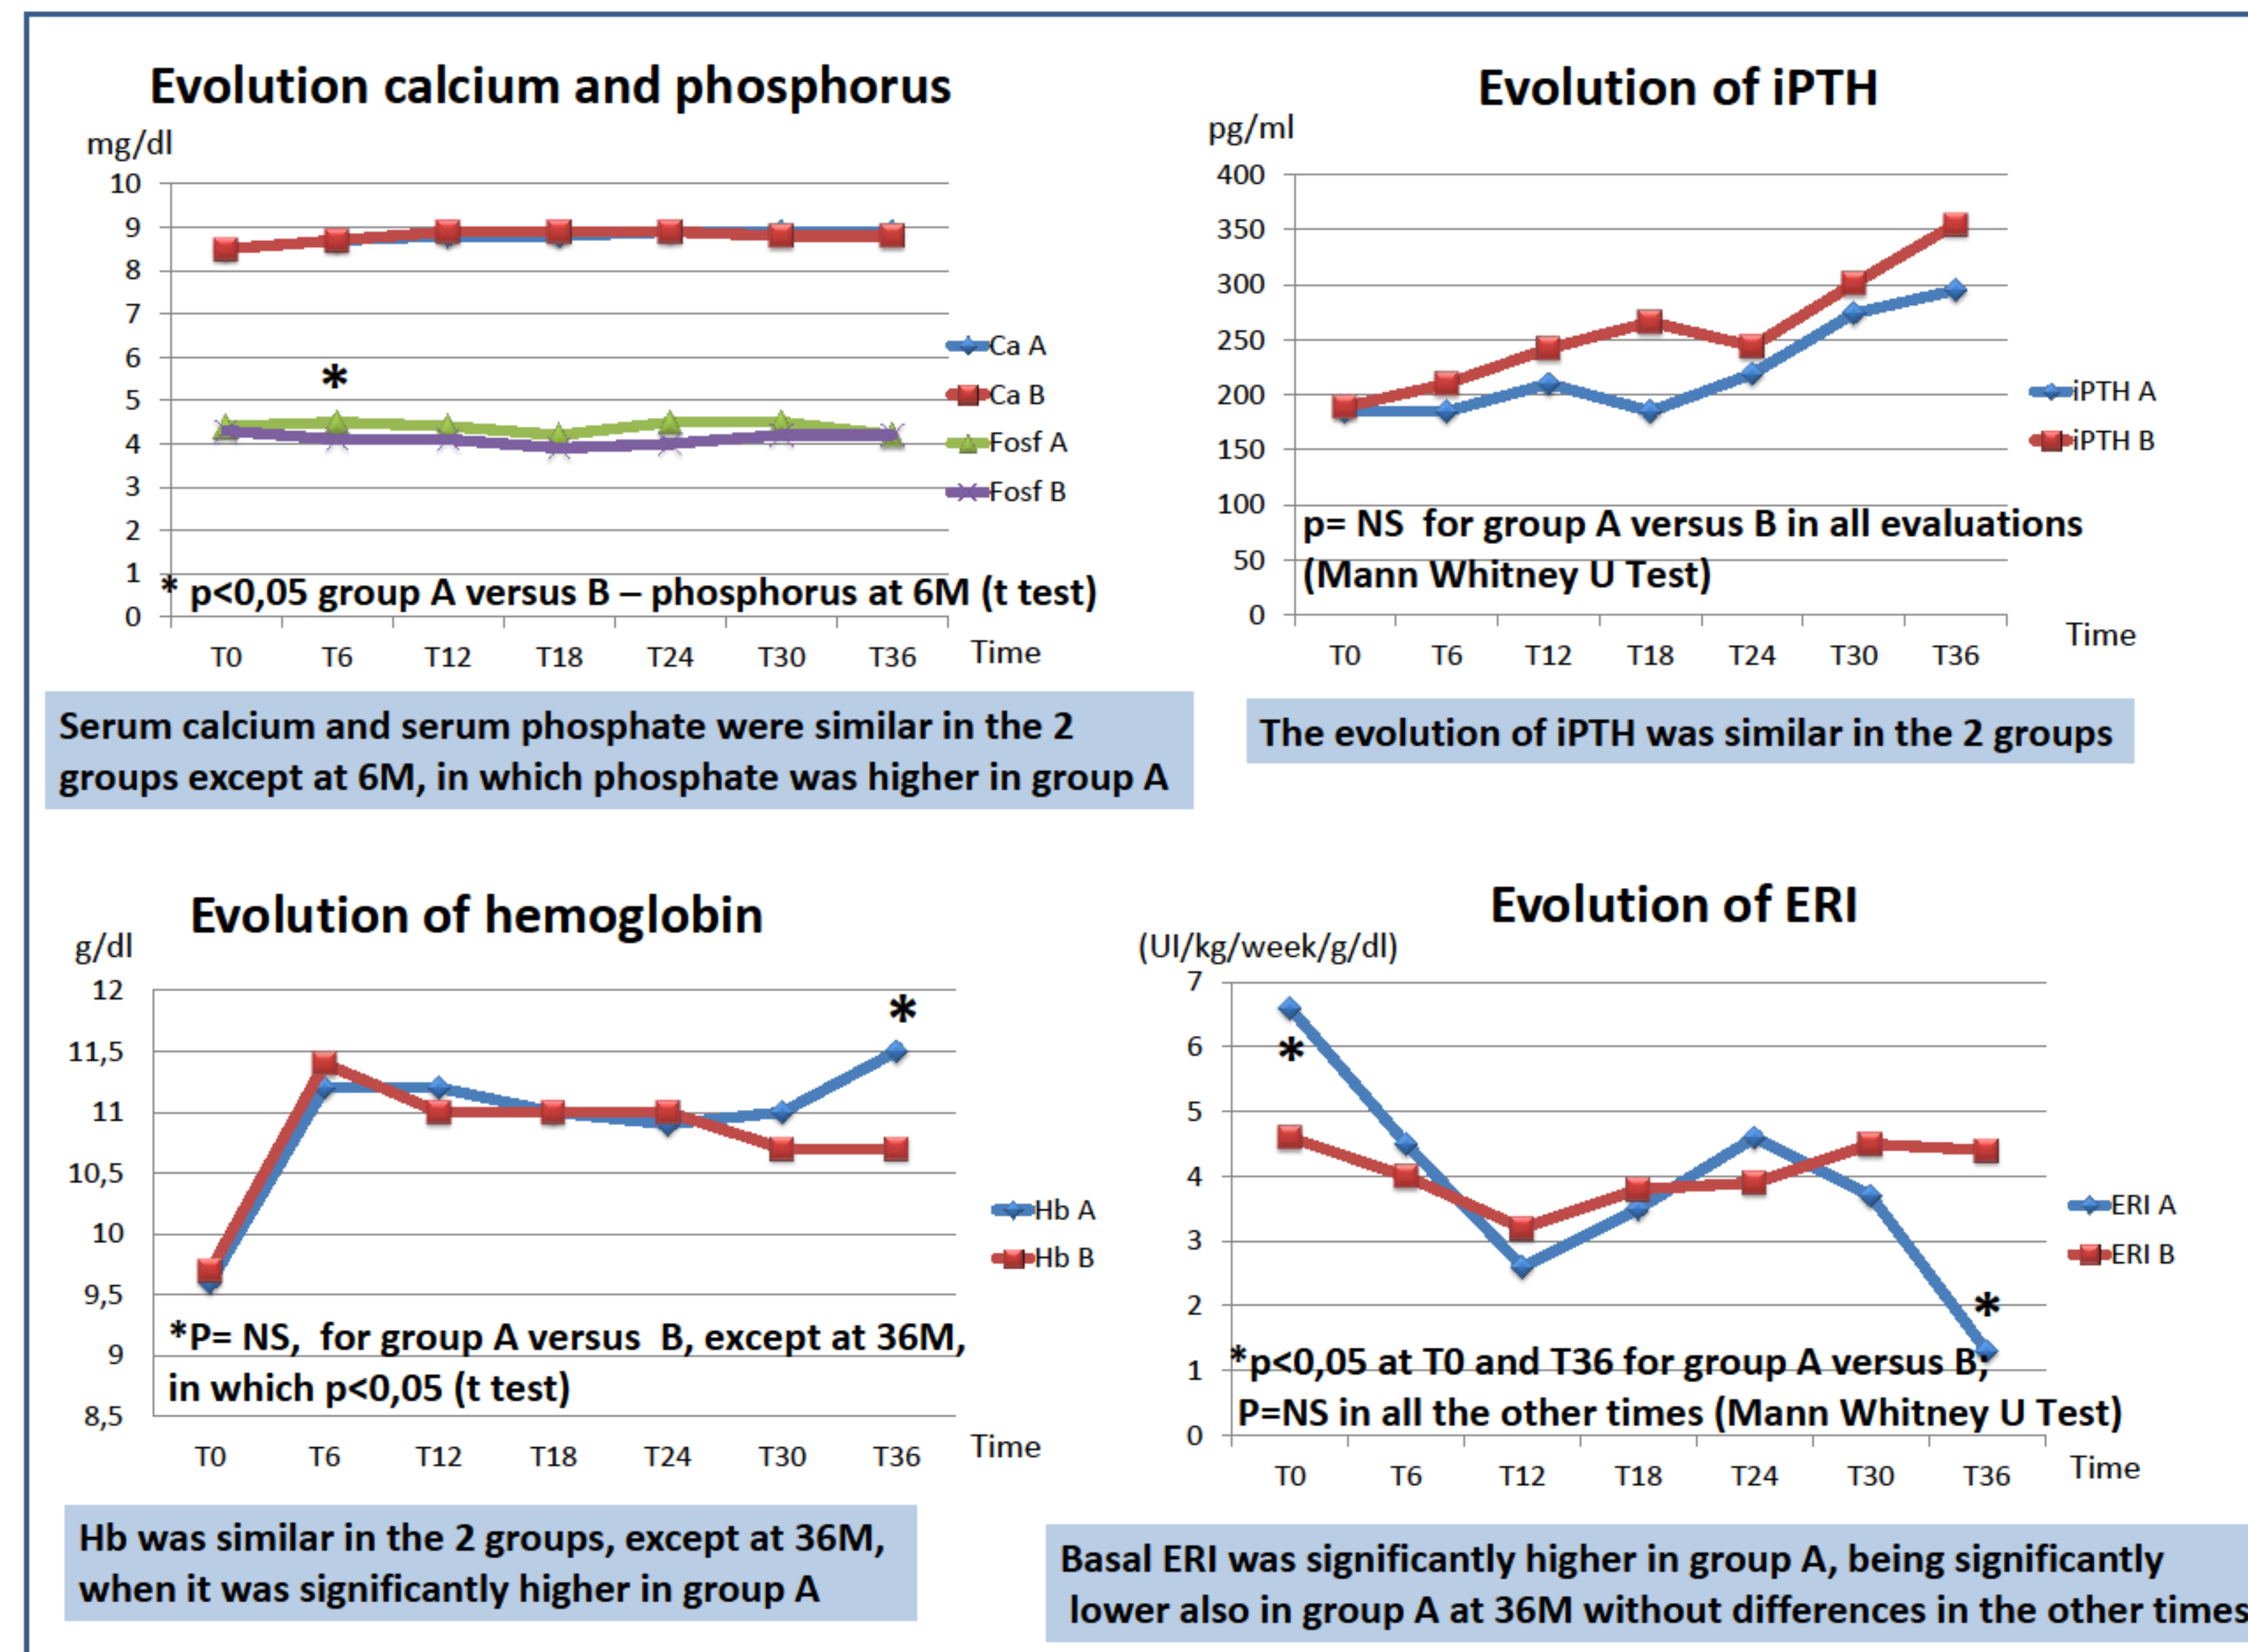 Evolution calcium and phosphorus
mg/dl
10
9
8
7
6
5
4
3
2
1
0
*
Ca A
Ca B
Fosf A
Fosf B
* p<0,05 group A versus B – phosphorus at 6M (t test)
T0 T6 T12 T18 T24 T30 T36 Time
Serum calcium and serum phosphate were similar in the 2
groups except at 6M, in which phosphate was higher in group A
Evolution of iPTH
pg/ml
400
350
300
250
200
150
100
50
0
iPTH A
iPTH B
p= NS for group A versus B in all evaluations
(Mann Whitney U Test)
T0 T6 T12 T18 T24 T30 T36 Time
The evolution of iPTH was similar in the 2 groups
Evolution of hemoglobin
g/dl
12
11,5
11
10,5
10
9,5
9
8,5
*
Hb A
Hb B
*P= NS, for group A versus B, except at 36M,
in which p<0,05 (t test)
T0 T6 T12 T18 T24 T30 T36 Time
Hb was similar in the 2 groups, except at 36M,
when it was significantly higher in group A
Evolution of ERI
(UI/kg/week/g/dl)
7
6
5
4
3
2
1
0
*
*
ERI A
ERI B
*p<0,05 at T0 and T36 for group A versus B;
P=NS in all the other times (Mann Whitney U Test)
T0 T6 T12 T18 T24 T30 T36 Time
Basal ERI was significantly higher in group A, being significantly
lower also in group A at 36M without differences in the other times